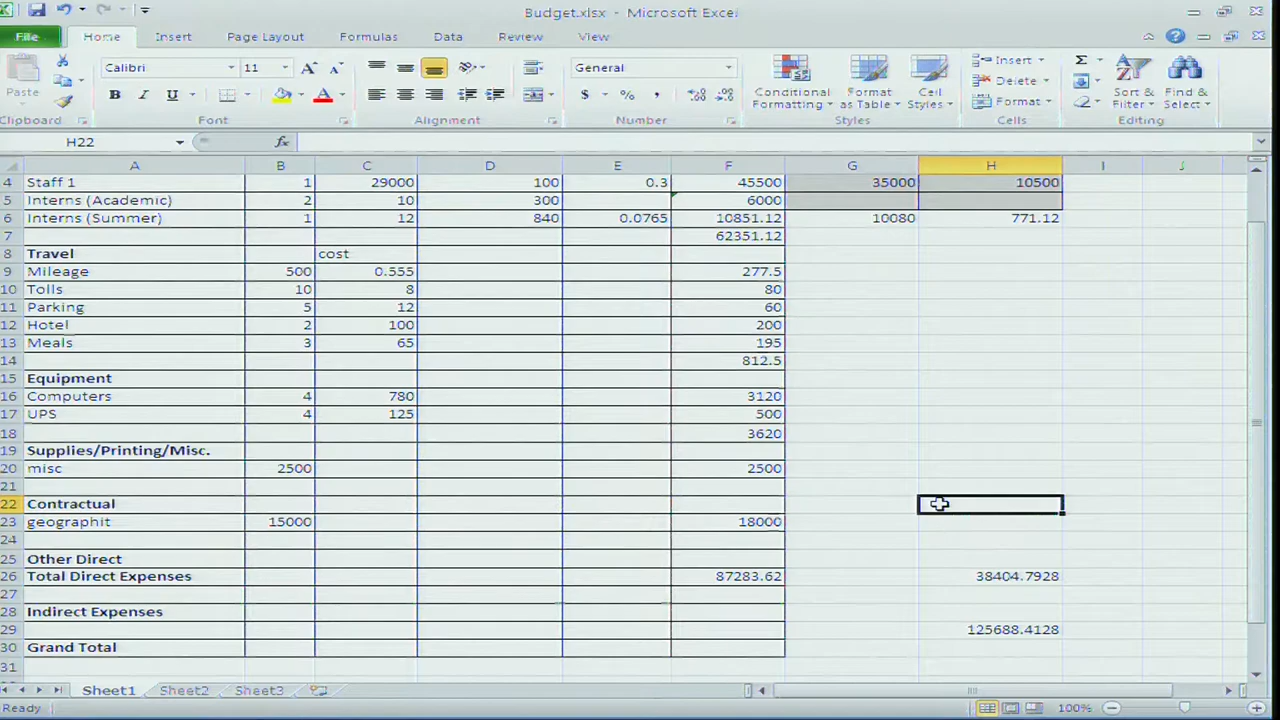 Budget.xlsx - Microsoft Excel
File Home Insert Page Layout Formulas Data Review View
Paste Calibri 11 General Conditional Formatting Format as Table Cell Styles Insert Delete Format Sort & Filter Find & Select
B I U $ % ,
Clipboard Font Alignment Number Styles Cells Editing
H22 fx
A B C D E F G H I J
4 Staff 1 1 29000 100 0.3 45500 35000 10500
5 Interns (Academic) 2 10 300 6000
6 Interns (Summer) 1 12 840 0.0765 10851.12 10080 771.12
7 62351.12
8 Travel cost
9 Mileage 500 0.555 277.5
10 Tolls 10 8 80
11 Parking 5 12 60
12 Hotel 2 100 200
13 Meals 3 65 195
14 812.5
15 Equipment
16 Computers 4 780 3120
17 UPS 4 125 500
18 3620
19 Supplies/Printing/Misc.
20 misc 2500 2500
21
22 Contractual
23 geographit 15000 18000
24
25 Other Direct
26 Total Direct Expenses 87283.62 38404.7928
27
28 Indirect Expenses
29 125688.4128
30 Grand Total
31
Sheet1 Sheet2 Sheet3
Ready 100%